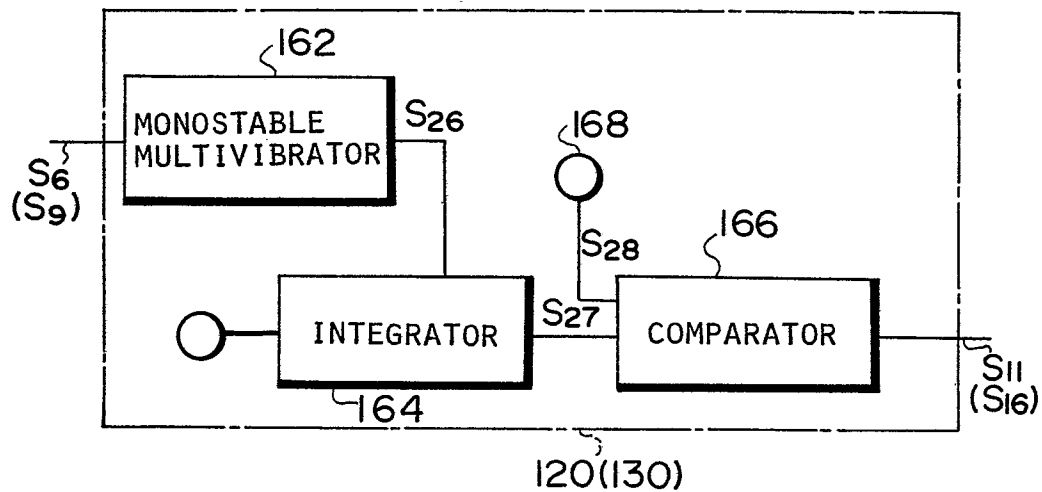 162
MONOSTABLE
MULTIVIBRATOR
S26
S6
(S9)
168
S28
166
INTEGRATOR
S27
COMPARATOR
164
S11
(S16)
120(130)